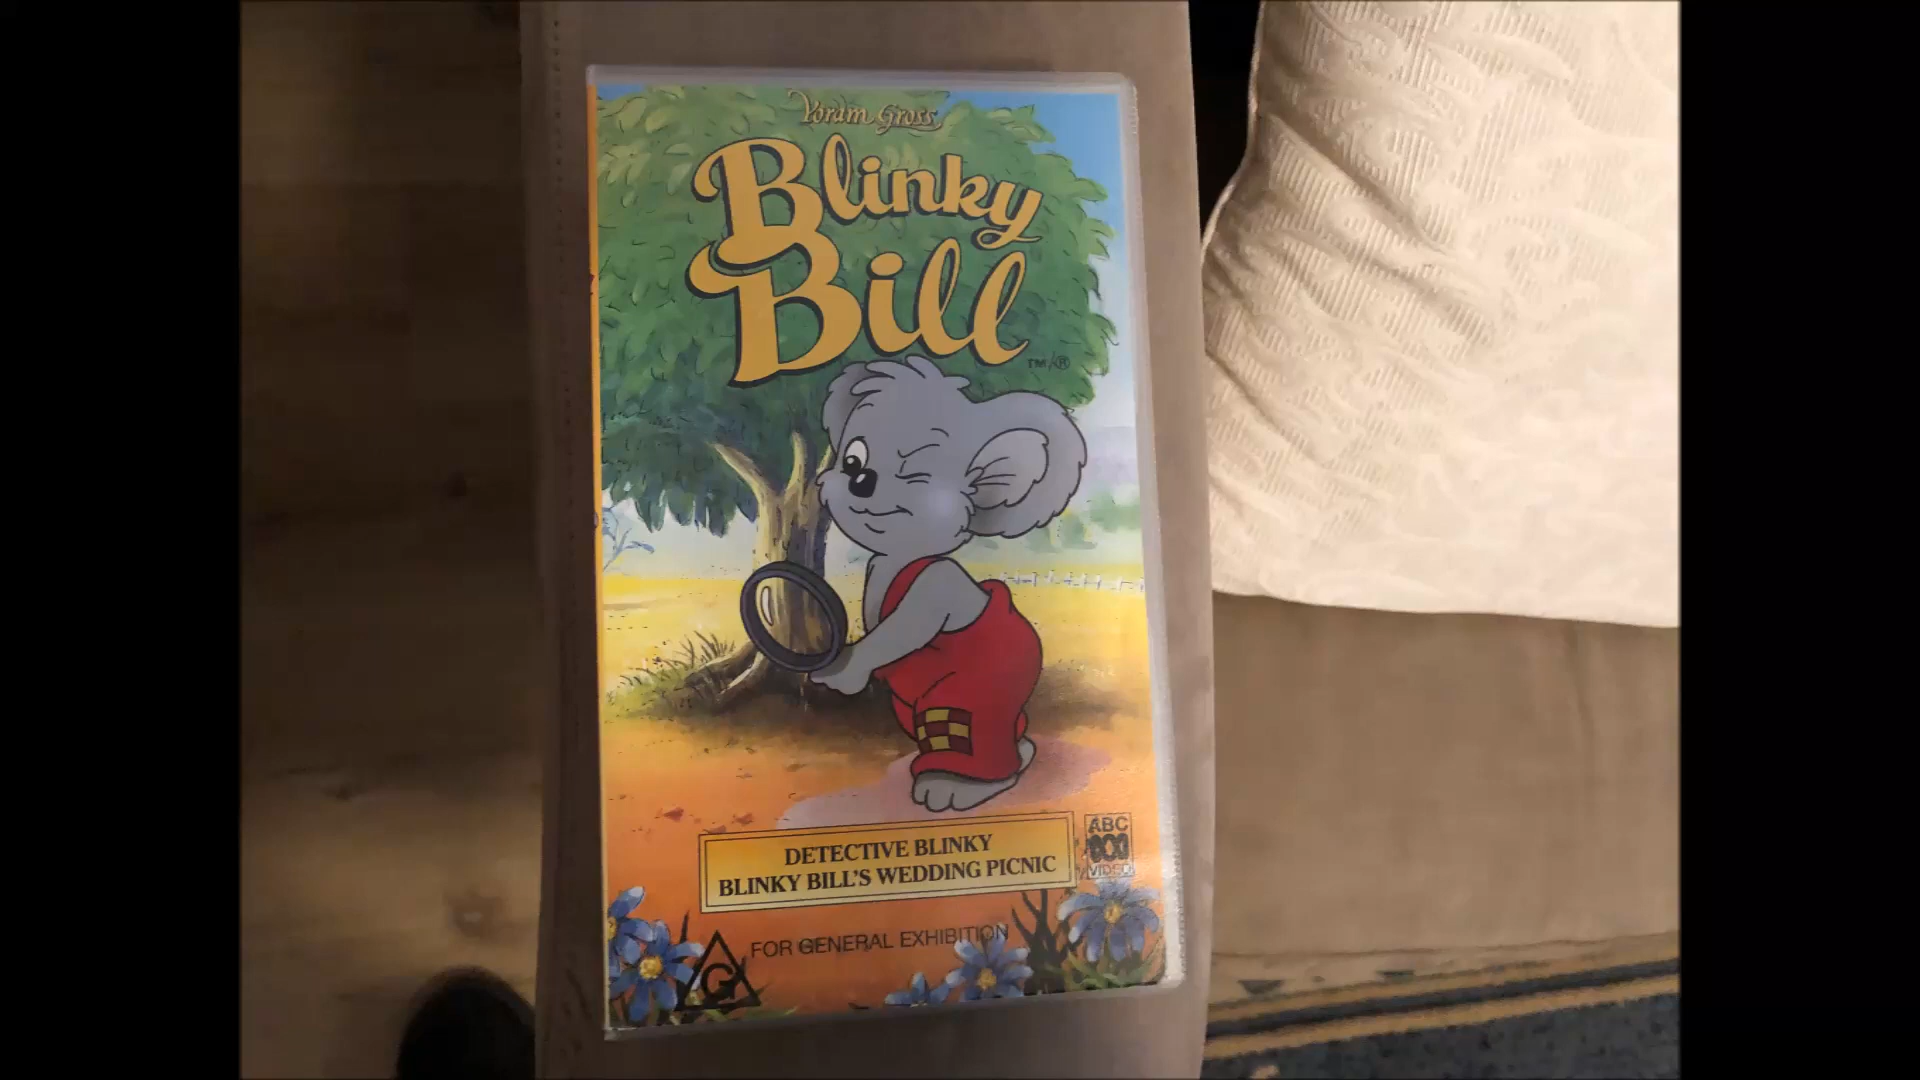 Yoram Gross
Blinky
Bill
TM/®
DETECTIVE BLINKY
BLINKY BILL'S WEDDING PICNIC
ABC
VIDEO
FOR GENERAL EXHIBITION
G